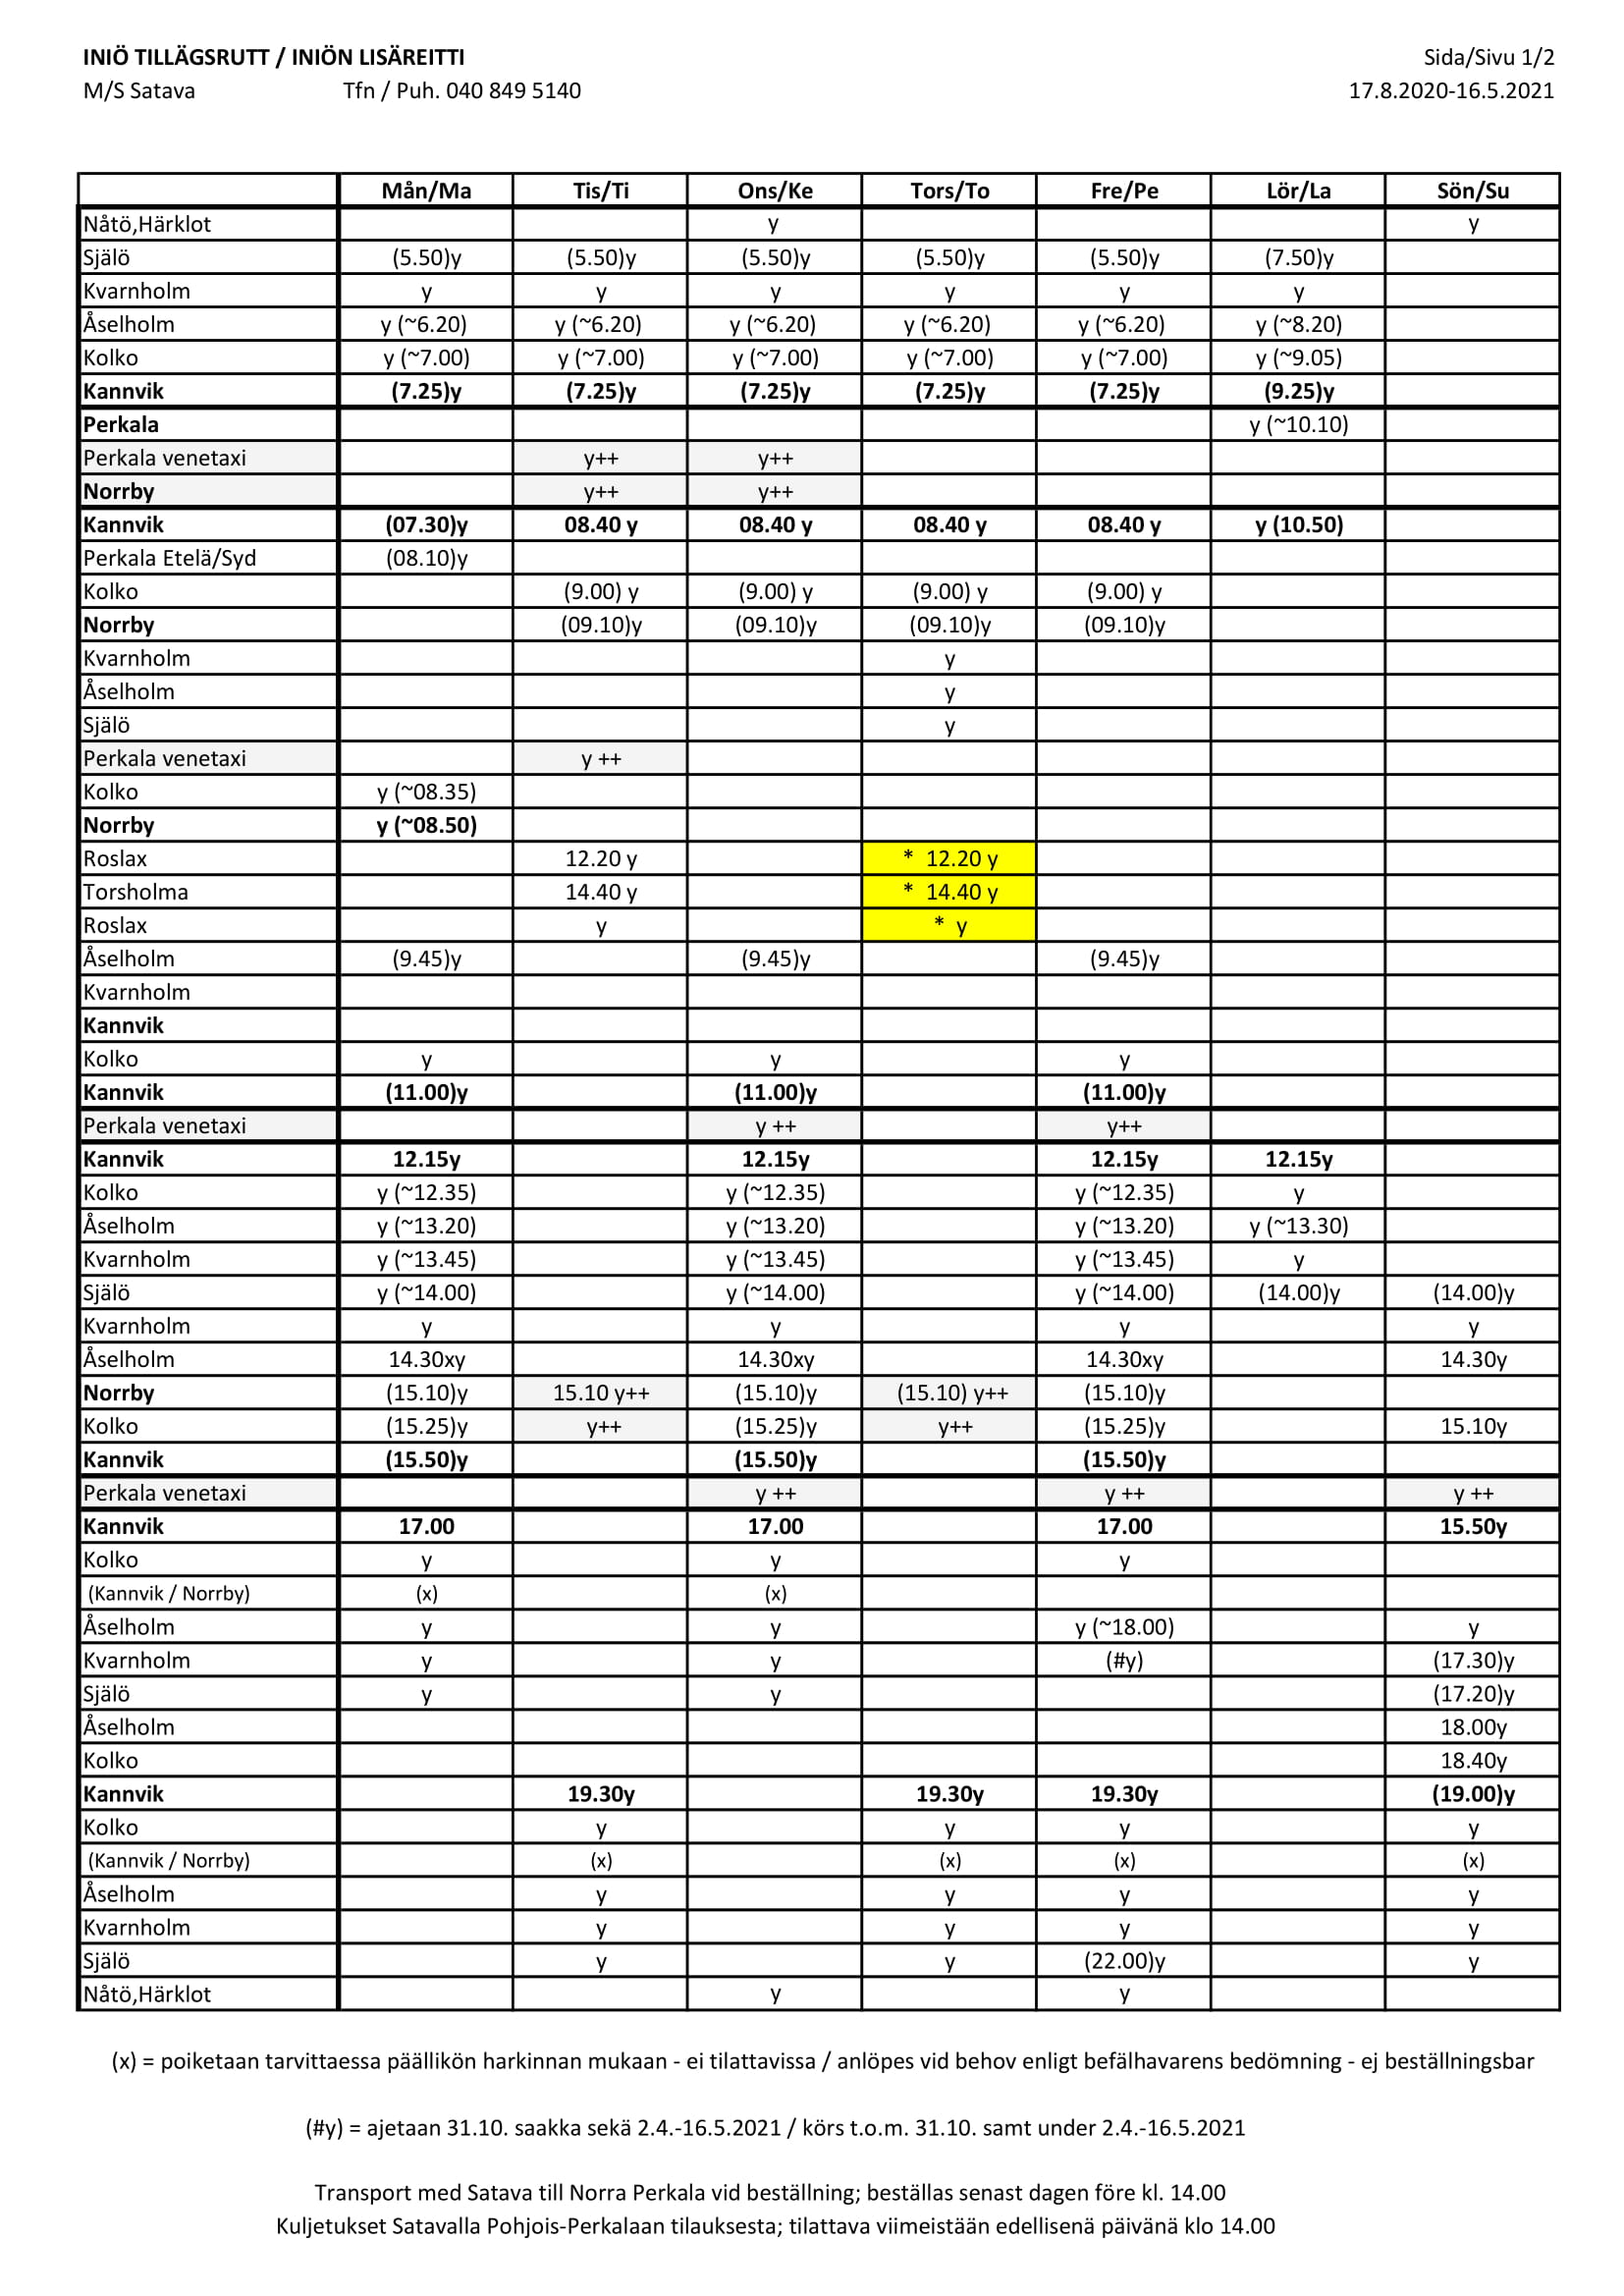 INIÖ TILLÄGSRUTT / INIÖN LISÄREITTI Sida/Sivu 1/2
M/S Satava Tfn / Puh. 040 849 5140 17.8.2020-16.5.2021
Mån/Ma Tis/Ti Ons/Ke Tors/To Fre/Pe Lör/La Sön/Su
Nåtö,Härklot y y
Själö (5.50)y (5.50)y (5.50)y (5.50)y (5.50)y (7.50)y
Kvarnholm y y y y y y
Åselholm y (~6.20) y (~6.20) y (~6.20) y (~6.20) y (~6.20) y (~8.20)
Kolko y (~7.00) y (~7.00) y (~7.00) y (~7.00) y (~7.00) y (~9.05)
Kannvik (7.25)y (7.25)y (7.25)y (7.25)y (7.25)y (9.25)y
Perkala y (~10.10)
Perkala venetaxi y++ y++
Norrby y++ y++
Kannvik (07.30)y 08.40 y 08.40 y 08.40 y 08.40 y y (10.50)
Perkala Etelä/Syd (08.10)y
Kolko (9.00) y (9.00) y (9.00) y (9.00) y
Norrby (09.10)y (09.10)y (09.10)y (09.10)y
Kvarnholm y
Åselholm y
Själö y
Perkala venetaxi y ++
Kolko y (~08.35)
Norrby y (~08.50)
Roslax 12.20 y * 12.20 y
Torsholma 14.40 y * 14.40 y
Roslax y * y
Åselholm (9.45)y (9.45)y (9.45)y
Kvarnholm
Kannvik
Kolko y y y
Kannvik (11.00)y (11.00)y (11.00)y
Perkala venetaxi y ++ y++
Kannvik 12.15y 12.15y 12.15y 12.15y
Kolko y (~12.35) y (~12.35) y (~12.35) y
Åselholm y (~13.20) y (~13.20) y (~13.20) y (~13.30)
Kvarnholm y (~13.45) y (~13.45) y (~13.45) y
Själö y (~14.00) y (~14.00) y (~14.00) (14.00)y (14.00)y
Kvarnholm y y y y
Åselholm 14.30xy 14.30xy 14.30xy 14.30y
Norrby (15.10)y 15.10 y++ (15.10)y (15.10) y++ (15.10)y
Kolko (15.25)y y++ (15.25)y y++ (15.25)y 15.10y
Kannvik (15.50)y (15.50)y (15.50)y
Perkala venetaxi y ++ y ++ y ++
Kannvik 17.00 17.00 17.00 15.50y
Kolko y y y
(Kannvik / Norrby) (x) (x)
Åselholm y y y (~18.00) y
Kvarnholm y y (#y) (17.30)y
Själö y y (17.20)y
Åselholm 18.00y
Kolko 18.40y
Kannvik 19.30y 19.30y 19.30y (19.00)y
Kolko y y y y
(Kannvik / Norrby) (x) (x) (x) (x)
Åselholm y y y y
Kvarnholm y y y y
Själö y y (22.00)y y
Nåtö,Härklot y y
(x) = poiketaan tarvittaessa päällikön harkinnan mukaan - ei tilattavissa / anlöpes vid behov enligt befälhavarens bedömning - ej beställningsbar
(#y) = ajetaan 31.10. saakka sekä 2.4.-16.5.2021 / körs t.o.m. 31.10. samt under 2.4.-16.5.2021
Transport med Satava till Norra Perkala vid beställning; beställas senast dagen före kl. 14.00
Kuljetukset Satavalla Pohjois-Perkalaan tilauksesta; tilattava viimeistään edellisenä päivänä klo 14.00